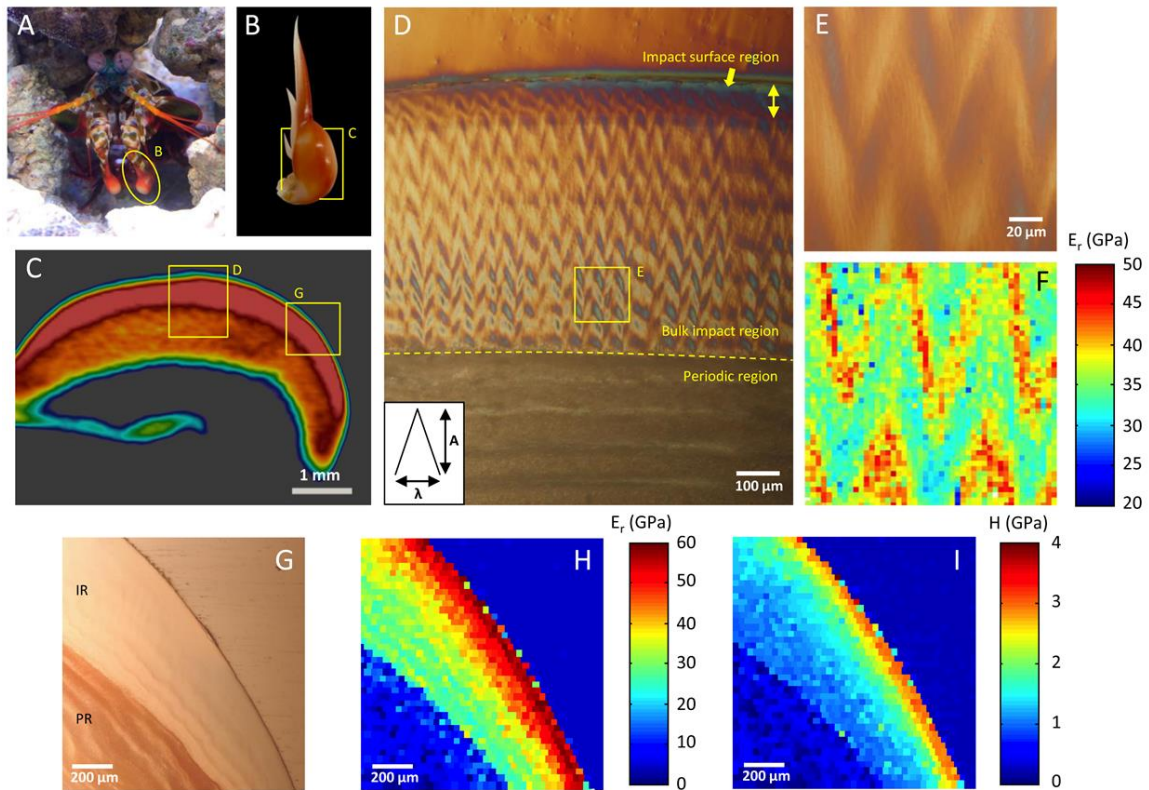 A
B
B
C
D
Impact surface region
E
Bulk impact region
Periodic region
A
λ
100 µm
E
20 µm
C
D
G
1 mm
F
E_r (GPa)
50
45
40
35
30
25
20
G
IR
PR
200 µm
H
200 µm
E_r (GPa)
60
50
40
30
20
10
0
I
200 µm
H (GPa)
4
3
2
1
0